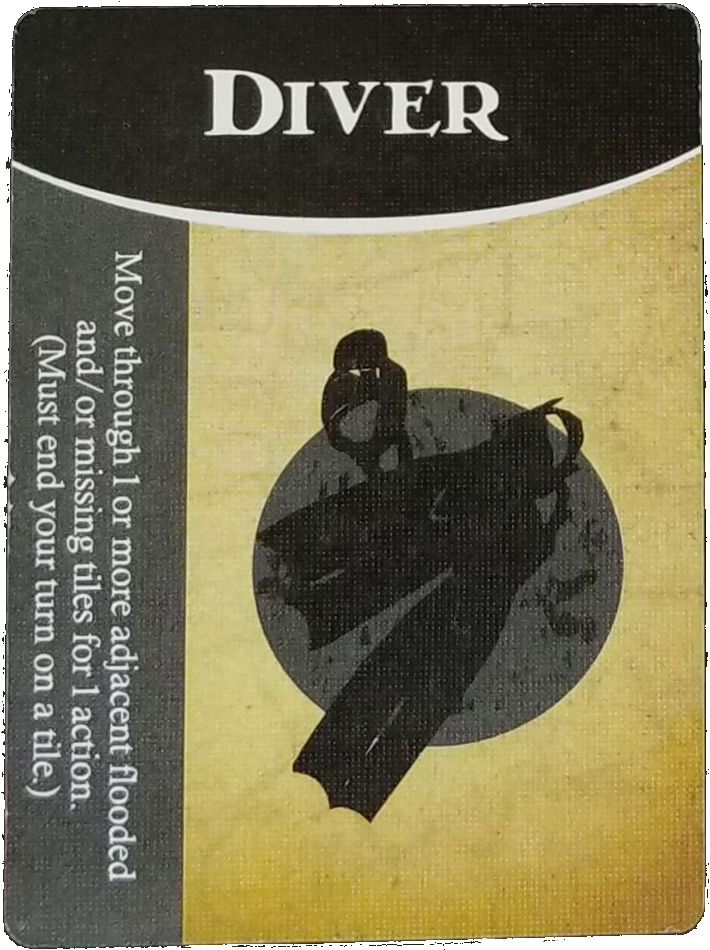 DIVER
Move through 1 or more adjacent flooded
and/or missing tiles for 1 action.
(Must end your turn on a tile.)